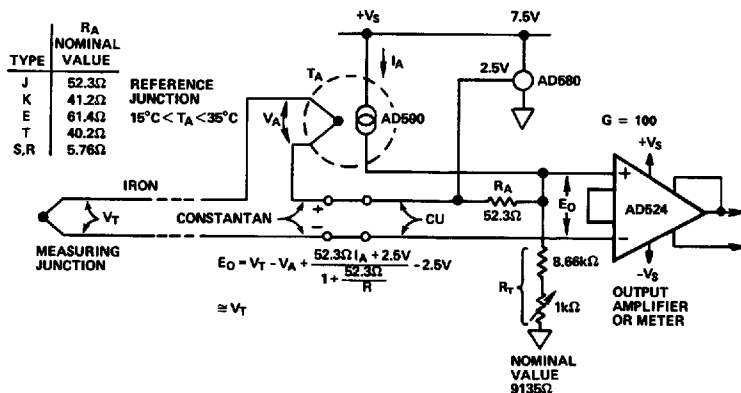 R_A
NOMINAL
TYPE VALUE
J 52.3Ω
K 41.2Ω
E 61.4Ω
T 40.2Ω
S,R 5.76Ω
REFERENCE
JUNCTION
15°C < T_A < 35°C
+V_S
I_A
T_A
V_A
AD590
7.5V
2.5V
AD580
G = 100
+V_S
+
AD524
−
−V_S
OUTPUT
AMPLIFIER
OR METER
IRON
V_T
MEASURING
JUNCTION
CONSTANTAN
+
−
CU
R_A
52.3Ω
E_O
E_O = V_T − V_A + (52.3Ω I_A + 2.5V) / (1 + 52.3Ω / R) − 2.5V
≅ V_T
8.66kΩ
R_T
1kΩ
NOMINAL
VALUE
9135Ω